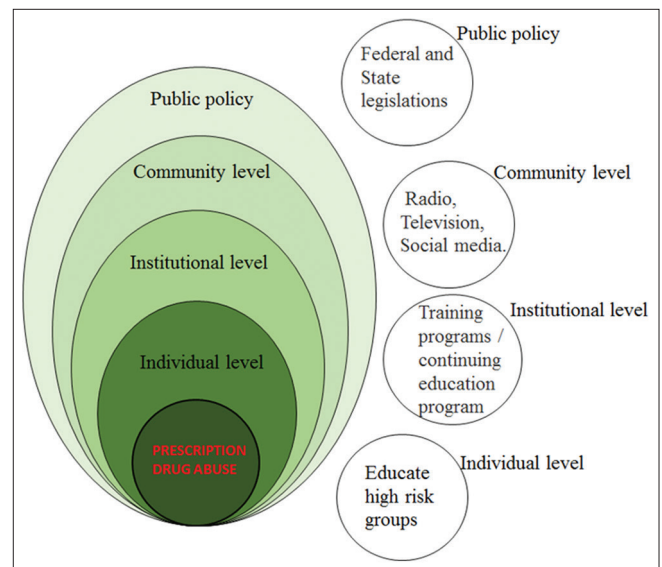 Public policy
Community level
Institutional level
Individual level
PRESCRIPTION
DRUG ABUSE
Public policy
Federal and
State
legislations
Community level
Radio,
Television,
Social media.
Institutional level
Training
programs /
continuing
education
program
Individual level
Educate
high risk
groups